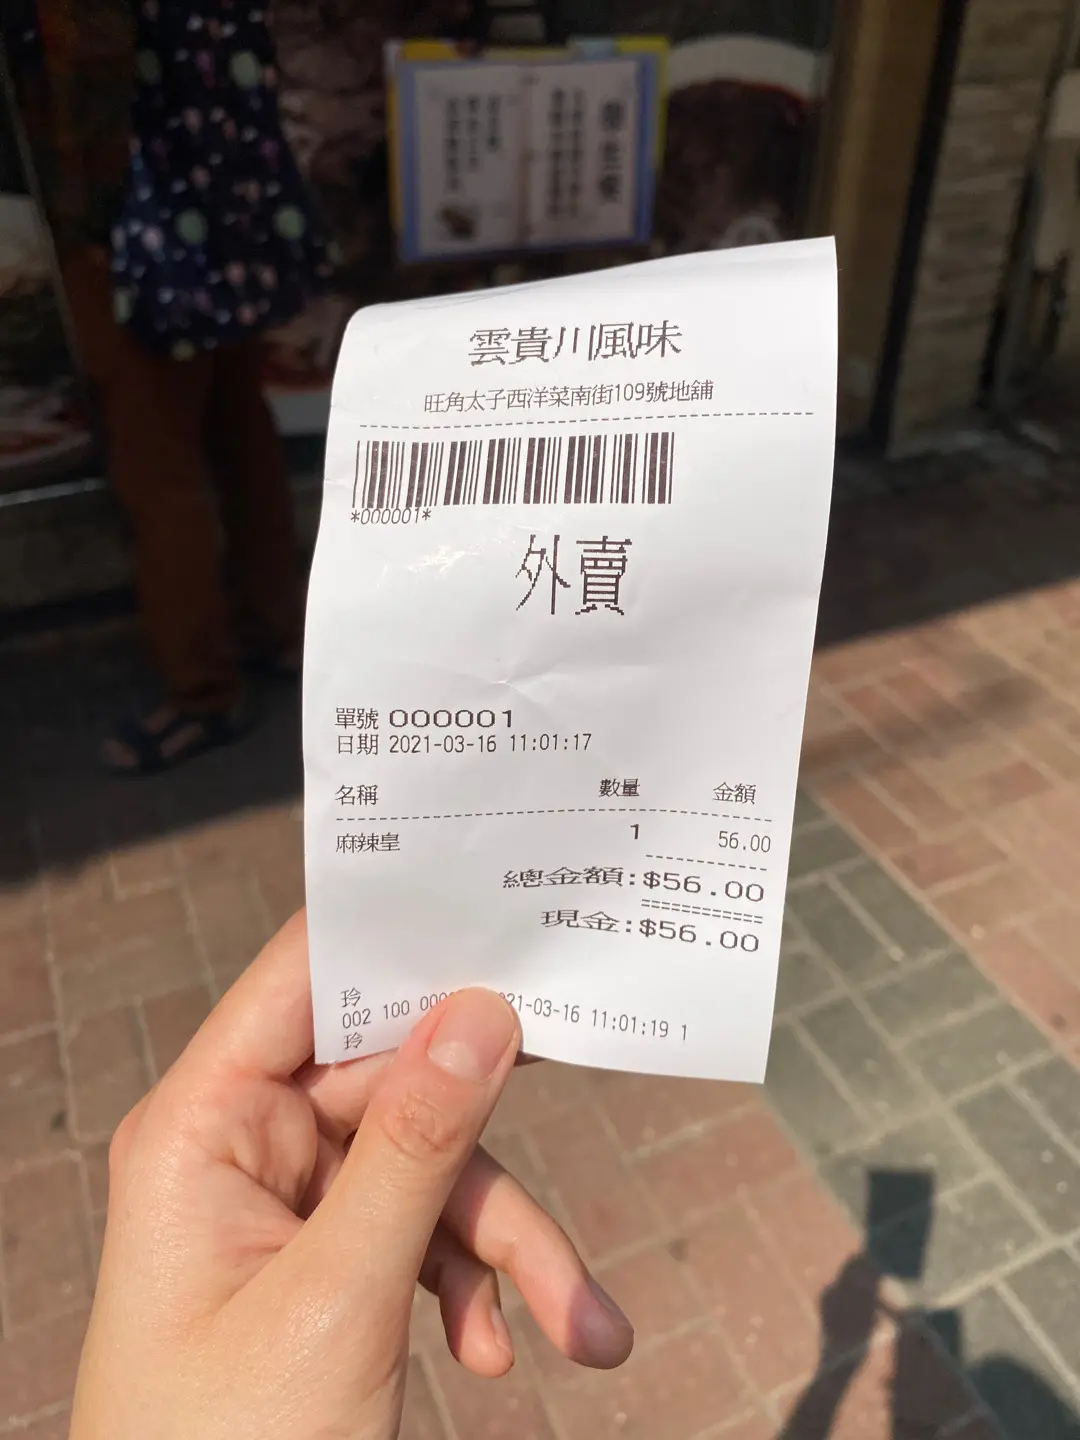 雲貴川風味
旺角太子西洋菜南街109號地舖
*000001*
外賣
單號 000001
日期 2021-03-16 11:01:17
名稱 數量 金額
麻辣皇 1 56.00
總金額:$56.00
現金:$56.00
玲
002 100 21-03-16 11:01:19 1
玲